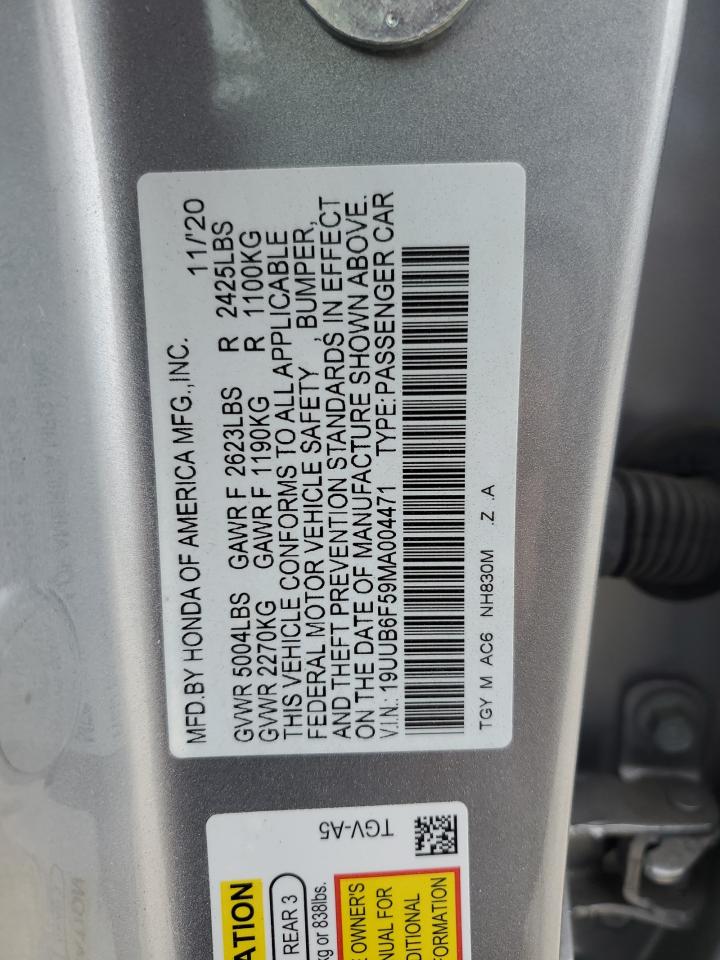 MFD.BY HONDA OF AMERICA MFG.,INC. 11/'20
GVWR 5004LBS GAWR F 2623LBS R 2425LBS
GVWR 2270KG GAWR F 1190KG R 1100KG
THIS VEHICLE CONFORMS TO ALL APPLICABLE
FEDERAL MOTOR VEHICLE SAFETY , BUMPER,
AND THEFT PREVENTION STANDARDS IN EFFECT
ON THE DATE OF MANUFACTURE SHOWN ABOVE.
V.I.N.: 19UUB6F59MA004471 TYPE:PASSENGER CAR
TGY M AC6 NH830M .Z .A
TGV-A5
ATION
REAR 3
kg or 838lbs.
E OWNER'S
NUAL FOR
DITIONAL
FORMATION